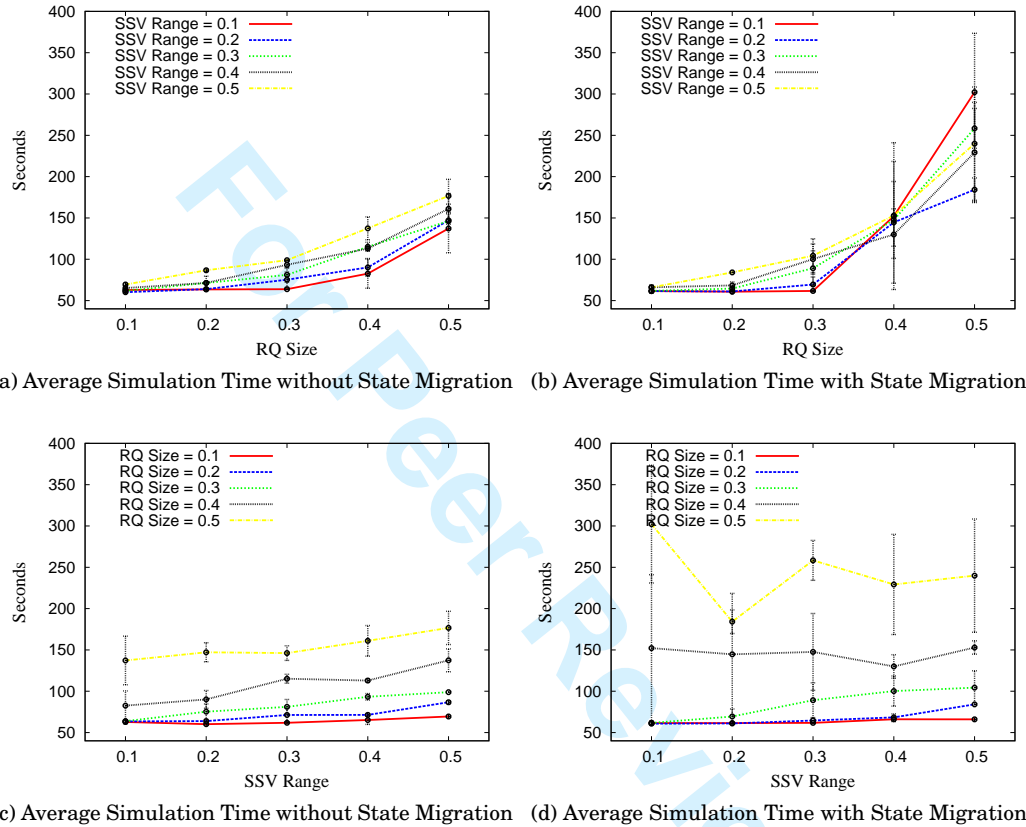 400
350
300
250
200
150
100
50
Seconds
SSV Range = 0.1
SSV Range = 0.2
SSV Range = 0.3
SSV Range = 0.4
SSV Range = 0.5
0.1 0.2 0.3 0.4 0.5
RQ Size
a) Average Simulation Time without State Migration
400
350
300
250
200
150
100
50
Seconds
SSV Range = 0.1
SSV Range = 0.2
SSV Range = 0.3
SSV Range = 0.4
SSV Range = 0.5
0.1 0.2 0.3 0.4 0.5
RQ Size
(b) Average Simulation Time with State Migration
400
350
300
250
200
150
100
50
Seconds
RQ Size = 0.1
RQ Size = 0.2
RQ Size = 0.3
RQ Size = 0.4
RQ Size = 0.5
0.1 0.2 0.3 0.4 0.5
SSV Range
c) Average Simulation Time without State Migration
400
350
300
250
200
150
100
50
Seconds
RQ Size = 0.1
RQ Size = 0.2
RQ Size = 0.3
RQ Size = 0.4
RQ Size = 0.5
0.1 0.2 0.3 0.4 0.5
SSV Range
(d) Average Simulation Time with State Migration
For Peer Revi